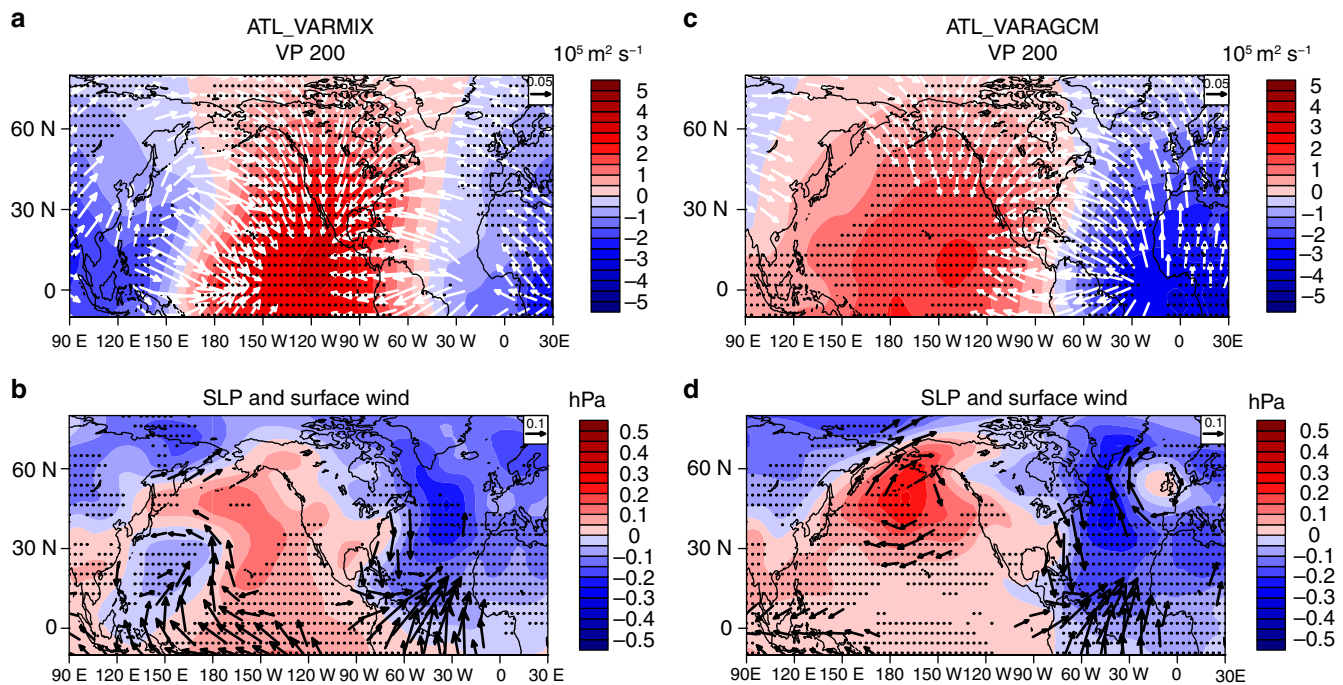 a
ATL_VARMIX
VP 200
10⁵ m² s⁻¹
0.05
60 N
30 N
0
90 E 120 E 150 E 180 150 W 120 W 90 W 60 W 30 W 0 30 E
5
4
3
2
1
0
−1
−2
−3
−4
−5
c
ATL_VARAGCM
VP 200
10⁵ m² s⁻¹
0.05
60 N
30 N
0
90 E 120 E 150 E 180 150 W 120 W 90 W 60 W 30 W 0 30E
5
4
3
2
1
0
−1
−2
−3
−4
−5
b
SLP and surface wind
hPa
0.1
60 N
30 N
0
90 E 120 E 150 E 180 150 W 120 W 90 W 60 W 30 W 0 30 E
0.5
0.4
0.3
0.2
0.1
0
−0.1
−0.2
−0.3
−0.4
−0.5
d
SLP and surface wind
hPa
0.1
60 N
30 N
0
90 E 120 E 150 E 180 150 W 120 W 90 W 60 W 30 W 0 30E
0.5
0.4
0.3
0.2
0.1
0
−0.1
−0.2
−0.3
−0.4
−0.5